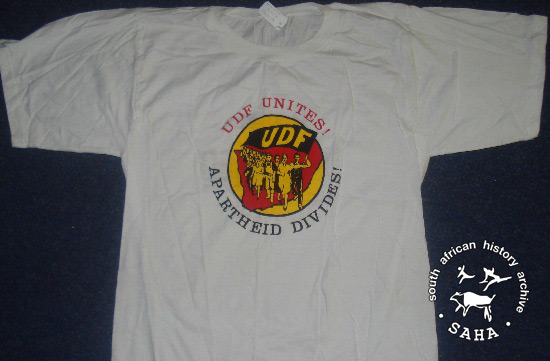 UDF UNITES!
UDF
APARTHEID DIVIDES!
south african history archive
· SAHA ·